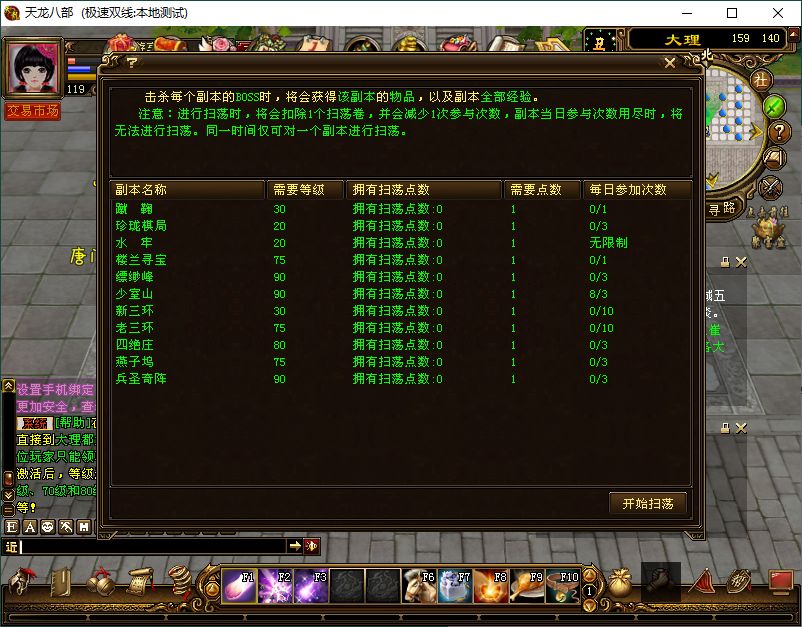 天龙八部 (极速双线:本地测试)
大理 159 140
北
119
交易市场
?
击杀每个副本的BOSS时，将会获得该副本的物品，以及副本全部经验。
注意：进行扫荡时，将会扣除1个扫荡卷，并会减少1次参与次数，副本当日参与次数用尽时，将
无法进行扫荡。同一时间仅可对一个副本进行扫荡。
副本名称 需要等级 拥有扫荡点数 需要点数 每日参加次数
蹴 鞠 30 拥有扫荡点数:0 1 0/1
珍珑棋局 20 拥有扫荡点数:0 1 0/3
水 牢 20 拥有扫荡点数:0 1 无限制
楼兰寻宝 75 拥有扫荡点数:0 1 0/1
缥缈峰 90 拥有扫荡点数:0 1 0/3
少室山 90 拥有扫荡点数:0 1 8/3
新三环 30 拥有扫荡点数:0 1 0/10
老三环 75 拥有扫荡点数:0 1 0/10
四绝庄 80 拥有扫荡点数:0 1 0/3
燕子坞 75 拥有扫荡点数:0 1 0/3
兵圣奇阵 90 拥有扫荡点数:0 1 0/3
开始扫荡
社
?
寻路
唐门
设置手机绑定
更加安全，查
系统 [帮助]
直接到大理都
位玩家只能领
激活后，等级
级、70级和80
等!
E A M
近
F1 F2 F3 F6 F7 F8 F9 F10 1